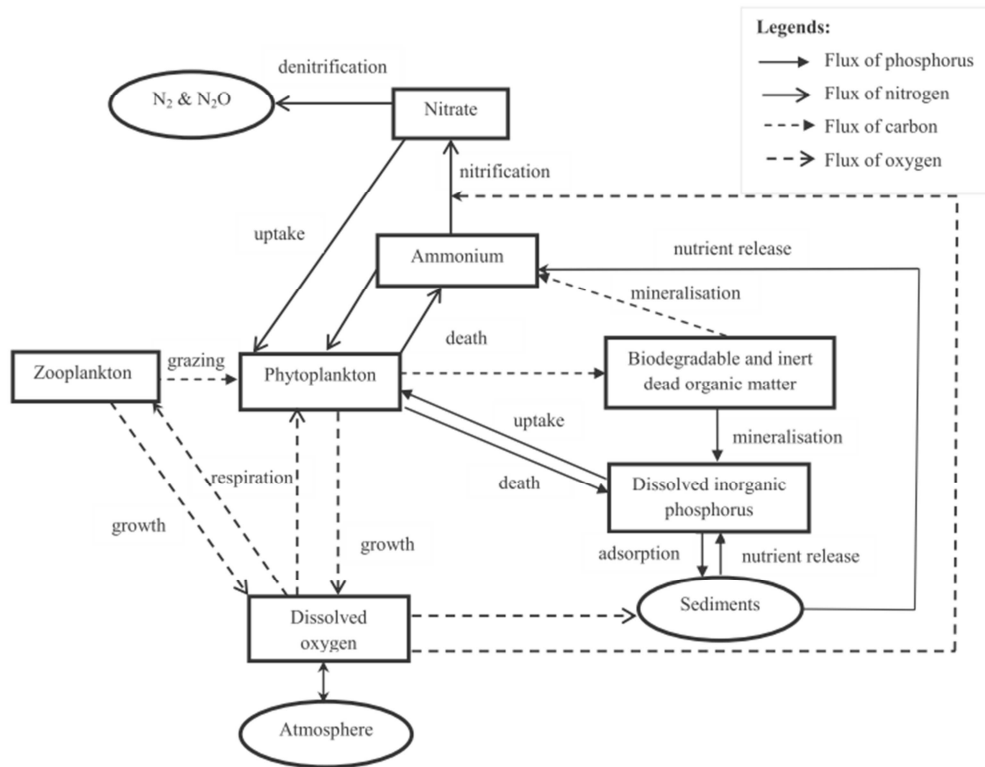 Legends:
Flux of phosphorus
Flux of nitrogen
Flux of carbon
Flux of oxygen
denitrification
N₂ & N₂O
Nitrate
nitrification
uptake
Ammonium
nutrient release
mineralisation
death
Zooplankton
grazing
Phytoplankton
Biodegradable and inert
dead organic matter
uptake
mineralisation
respiration
death
Dissolved inorganic
phosphorus
growth
growth
adsorption
nutrient release
Dissolved
oxygen
Sediments
Atmosphere